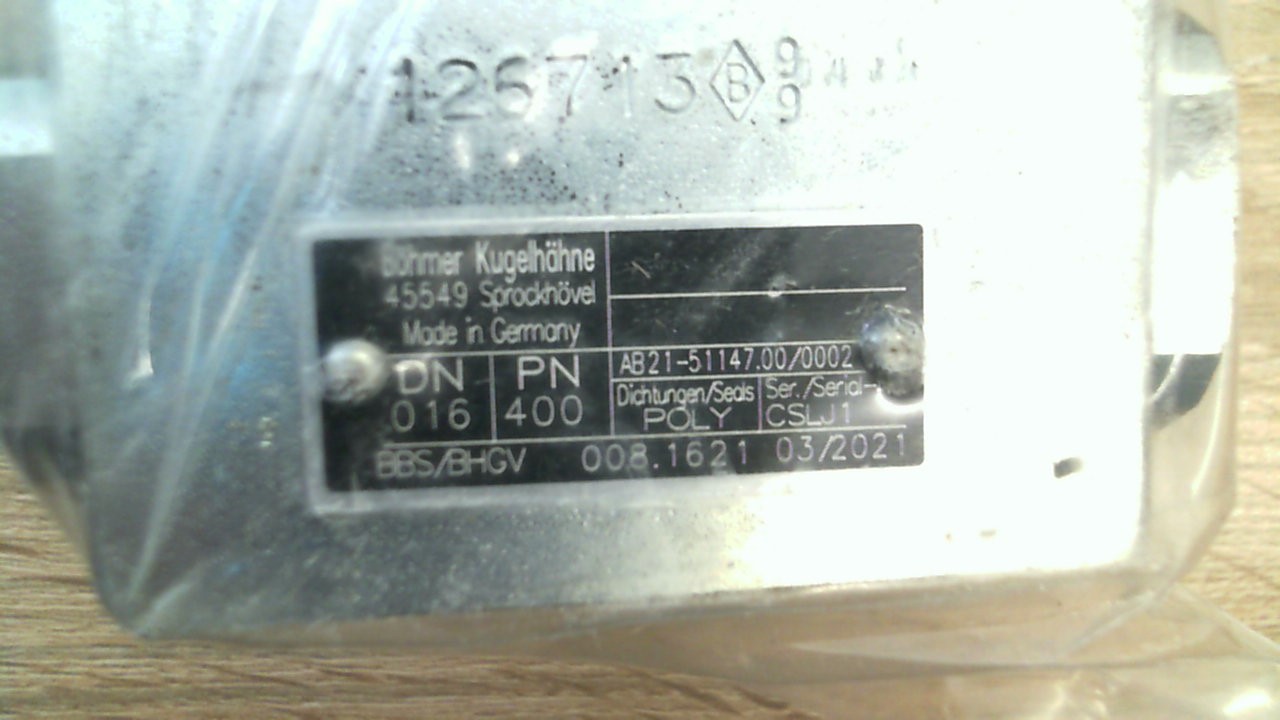 126713 B 99
Böhmer Kugelhähne
45549 Sprockhövel
Made in Germany
DN PN
016 400
AB21-51147.00/0002
Dichtungen/Seals Ser./Serial-
POLY CSLJ1
BBS/BHGV 008.1621 03/2021